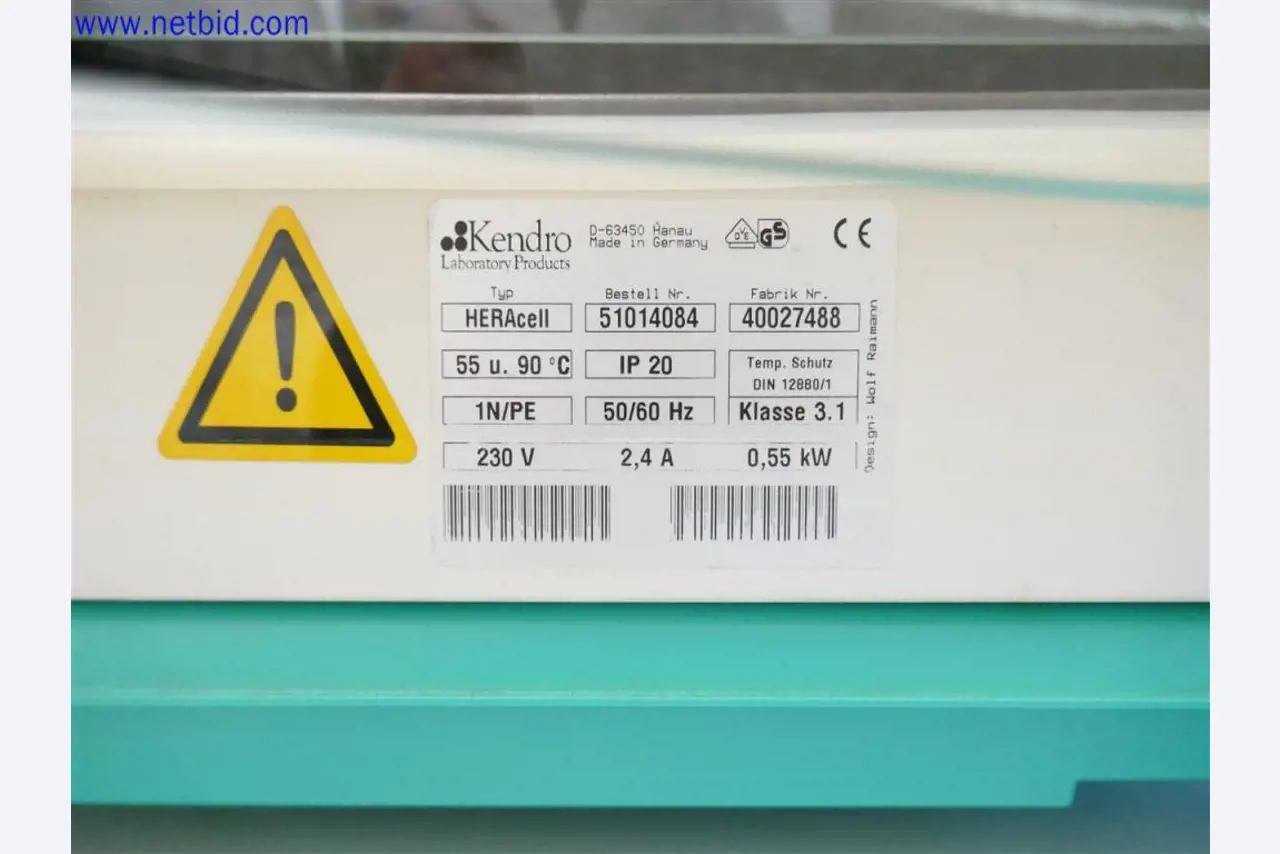 www.netbid.com
Kendro
Laboratory Products
D-63450 Hanau
Made in Germany
VDE
GS
CE
Typ
Bestell Nr.
Fabrik Nr.
HERAcell
51014084
40027488
55 u. 90 °C
IP 20
Temp. Schutz
DIN 12880/1
1N/PE
50/60 Hz
Klasse 3.1
230 V
2,4 A
0,55 kW
Design: Wolf Raimann